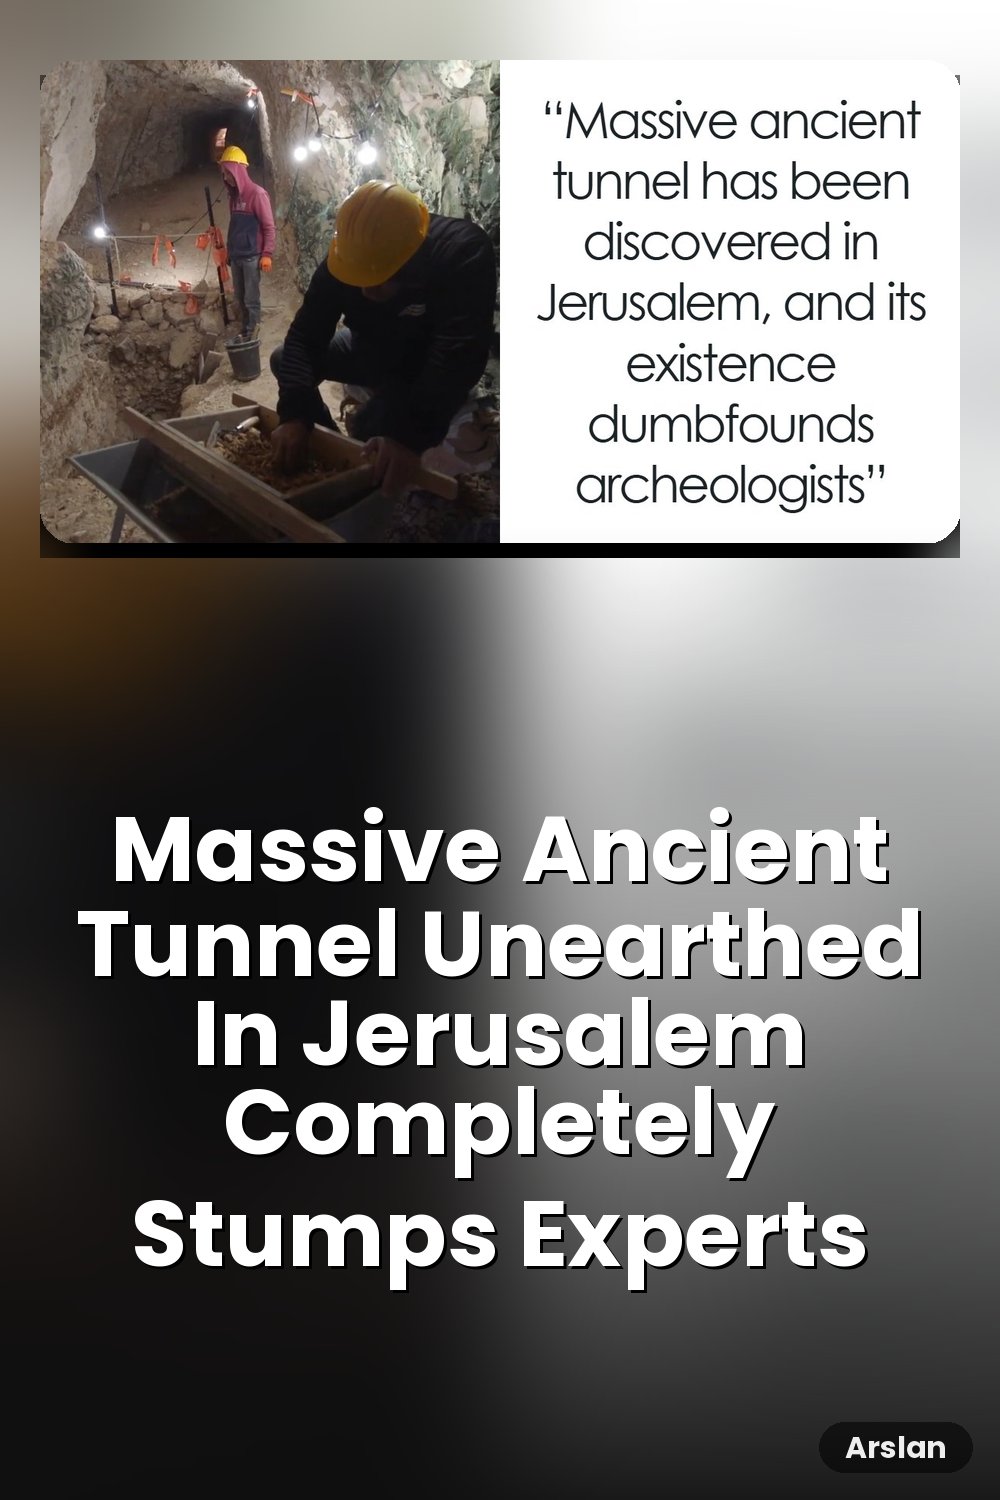 “Massive ancient
tunnel has been
discovered in
Jerusalem, and its
existence
dumbfounds
archeologists”
Massive Ancient
Tunnel Unearthed
In Jerusalem
Completely
Stumps Experts
Arslan